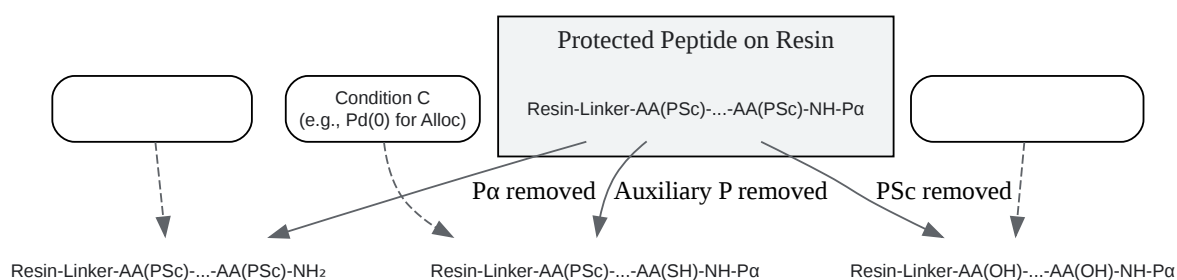 Protected Peptide on Resin
Condition C
(e.g., Pd(0) for Alloc)
Resin-Linker-AA(PSc)-...-AA(PSc)-NH-Pα
Pα removed
Auxiliary P removed
PSc removed
Resin-Linker-AA(PSc)-...-AA(PSc)-NH₂
Resin-Linker-AA(PSc)-...-AA(SH)-NH-Pα
Resin-Linker-AA(OH)-...-AA(OH)-NH-Pα